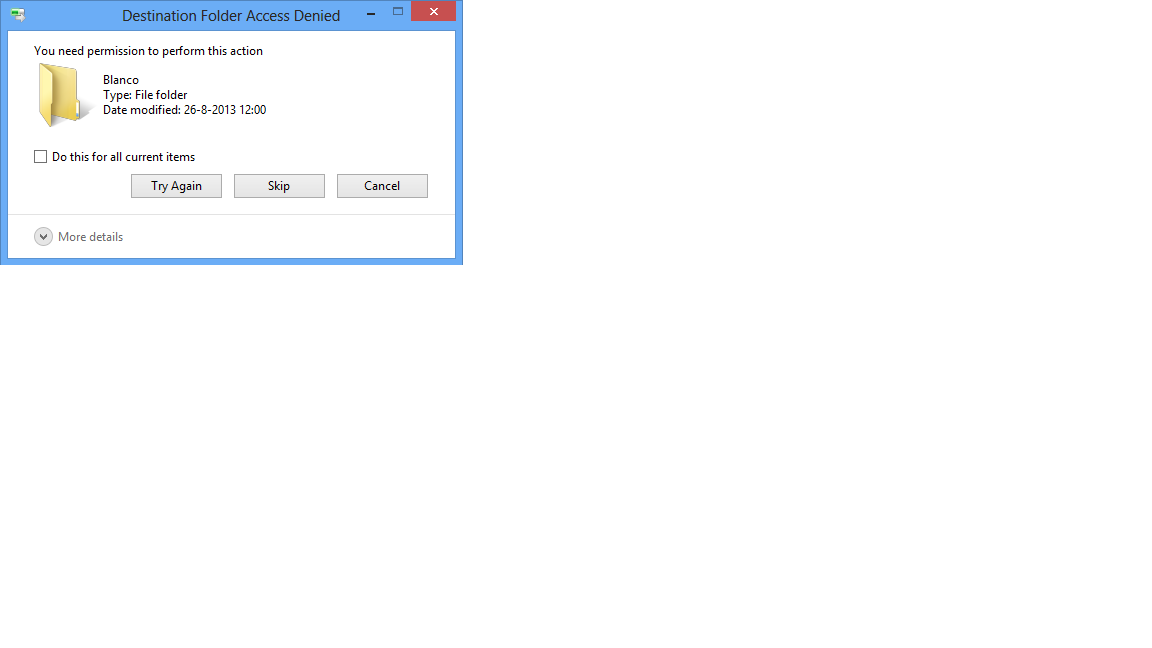 Destination Folder Access Denied
You need permission to perform this action
Blanco
Type: File folder
Date modified: 26-8-2013 12:00
Do this for all current items
Try Again Skip Cancel
More details